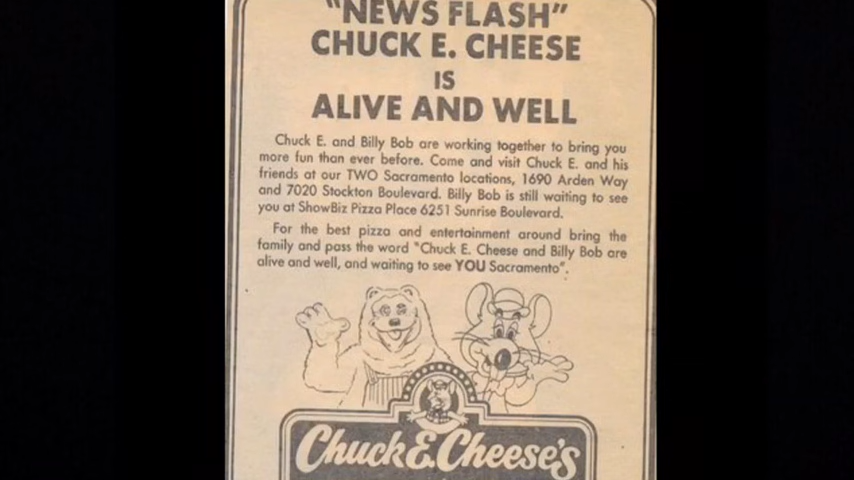 "NEWS FLASH"
CHUCK E. CHEESE
IS
ALIVE AND WELL
Chuck E. and Billy Bob are working together to bring you
more fun than ever before. Come and visit Chuck E. and his
friends at our TWO Sacramento locations, 1690 Arden Way
and 7020 Stockton Boulevard. Billy Bob is still waiting to see
you at ShowBiz Pizza Place 6251 Sunrise Boulevard.
For the best pizza and entertainment around bring the
family and pass the word "Chuck E. Cheese and Billy Bob are
alive and well, and waiting to see YOU Sacramento".
Chuck E. Cheese's